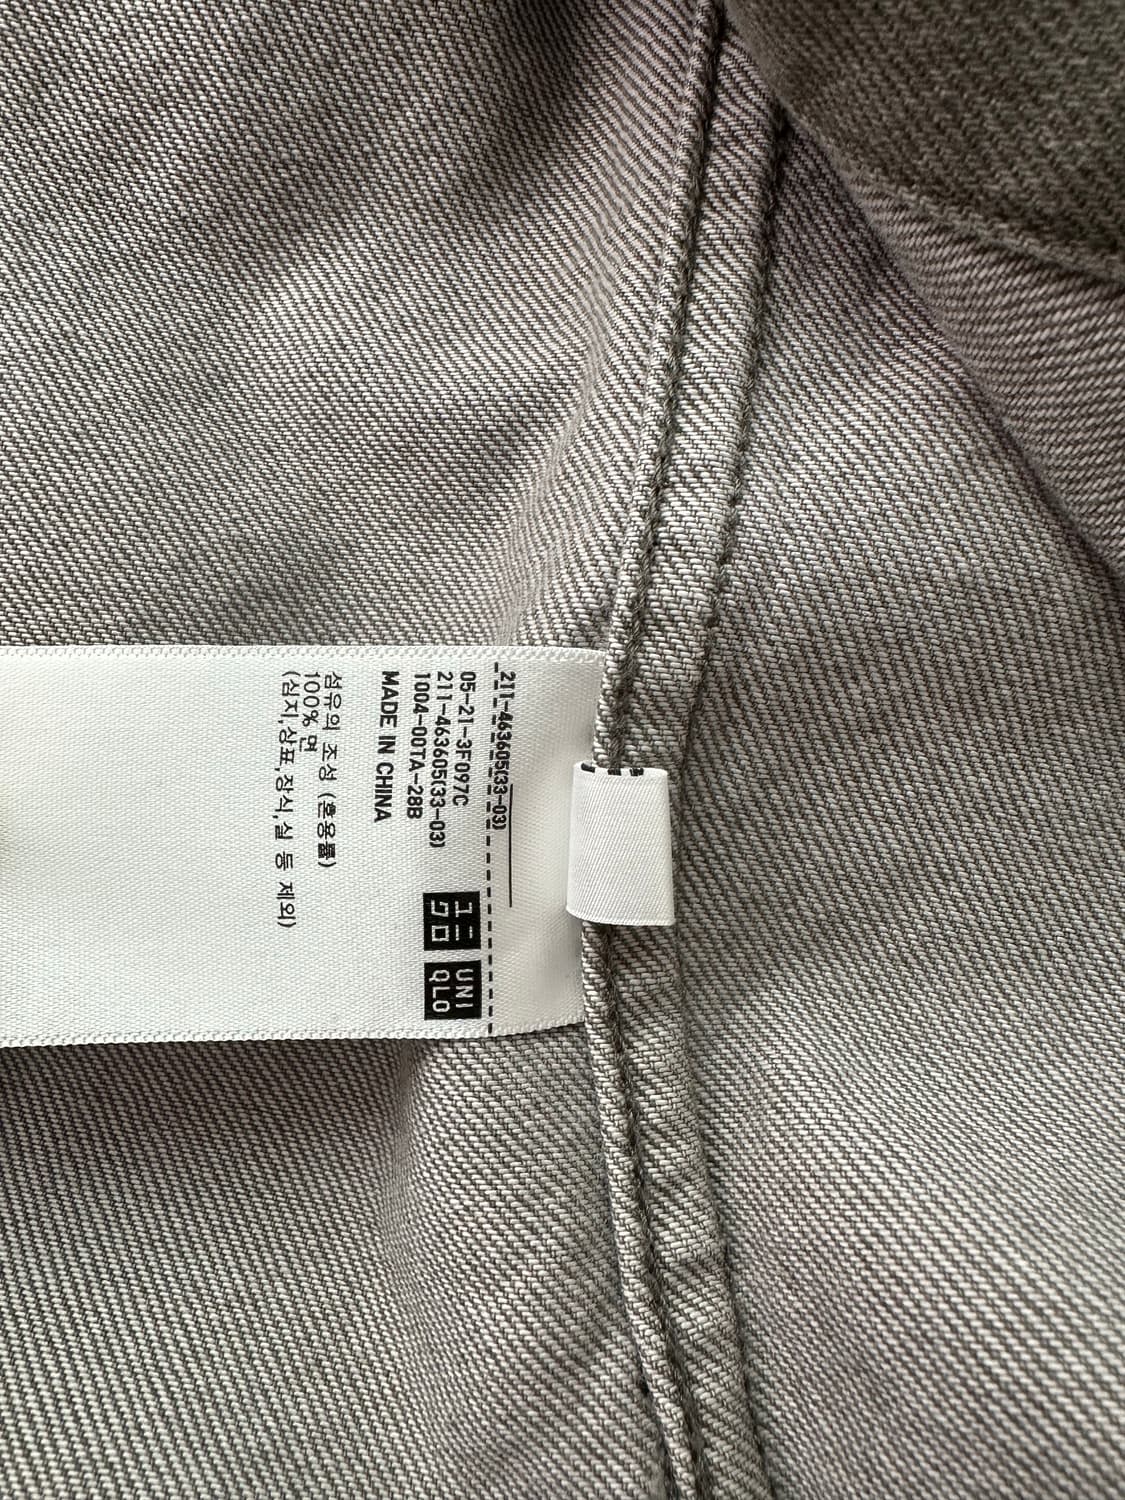 211-463605(33-03)
05-21-3F097C
211-463605(33-03)
1004-00TA-28B
MADE IN CHINA
ユニ
クロ
UNI
QLO
섬유의 조성 (혼용률)
100% 면
(심지,상표,장식,실 등 제외)